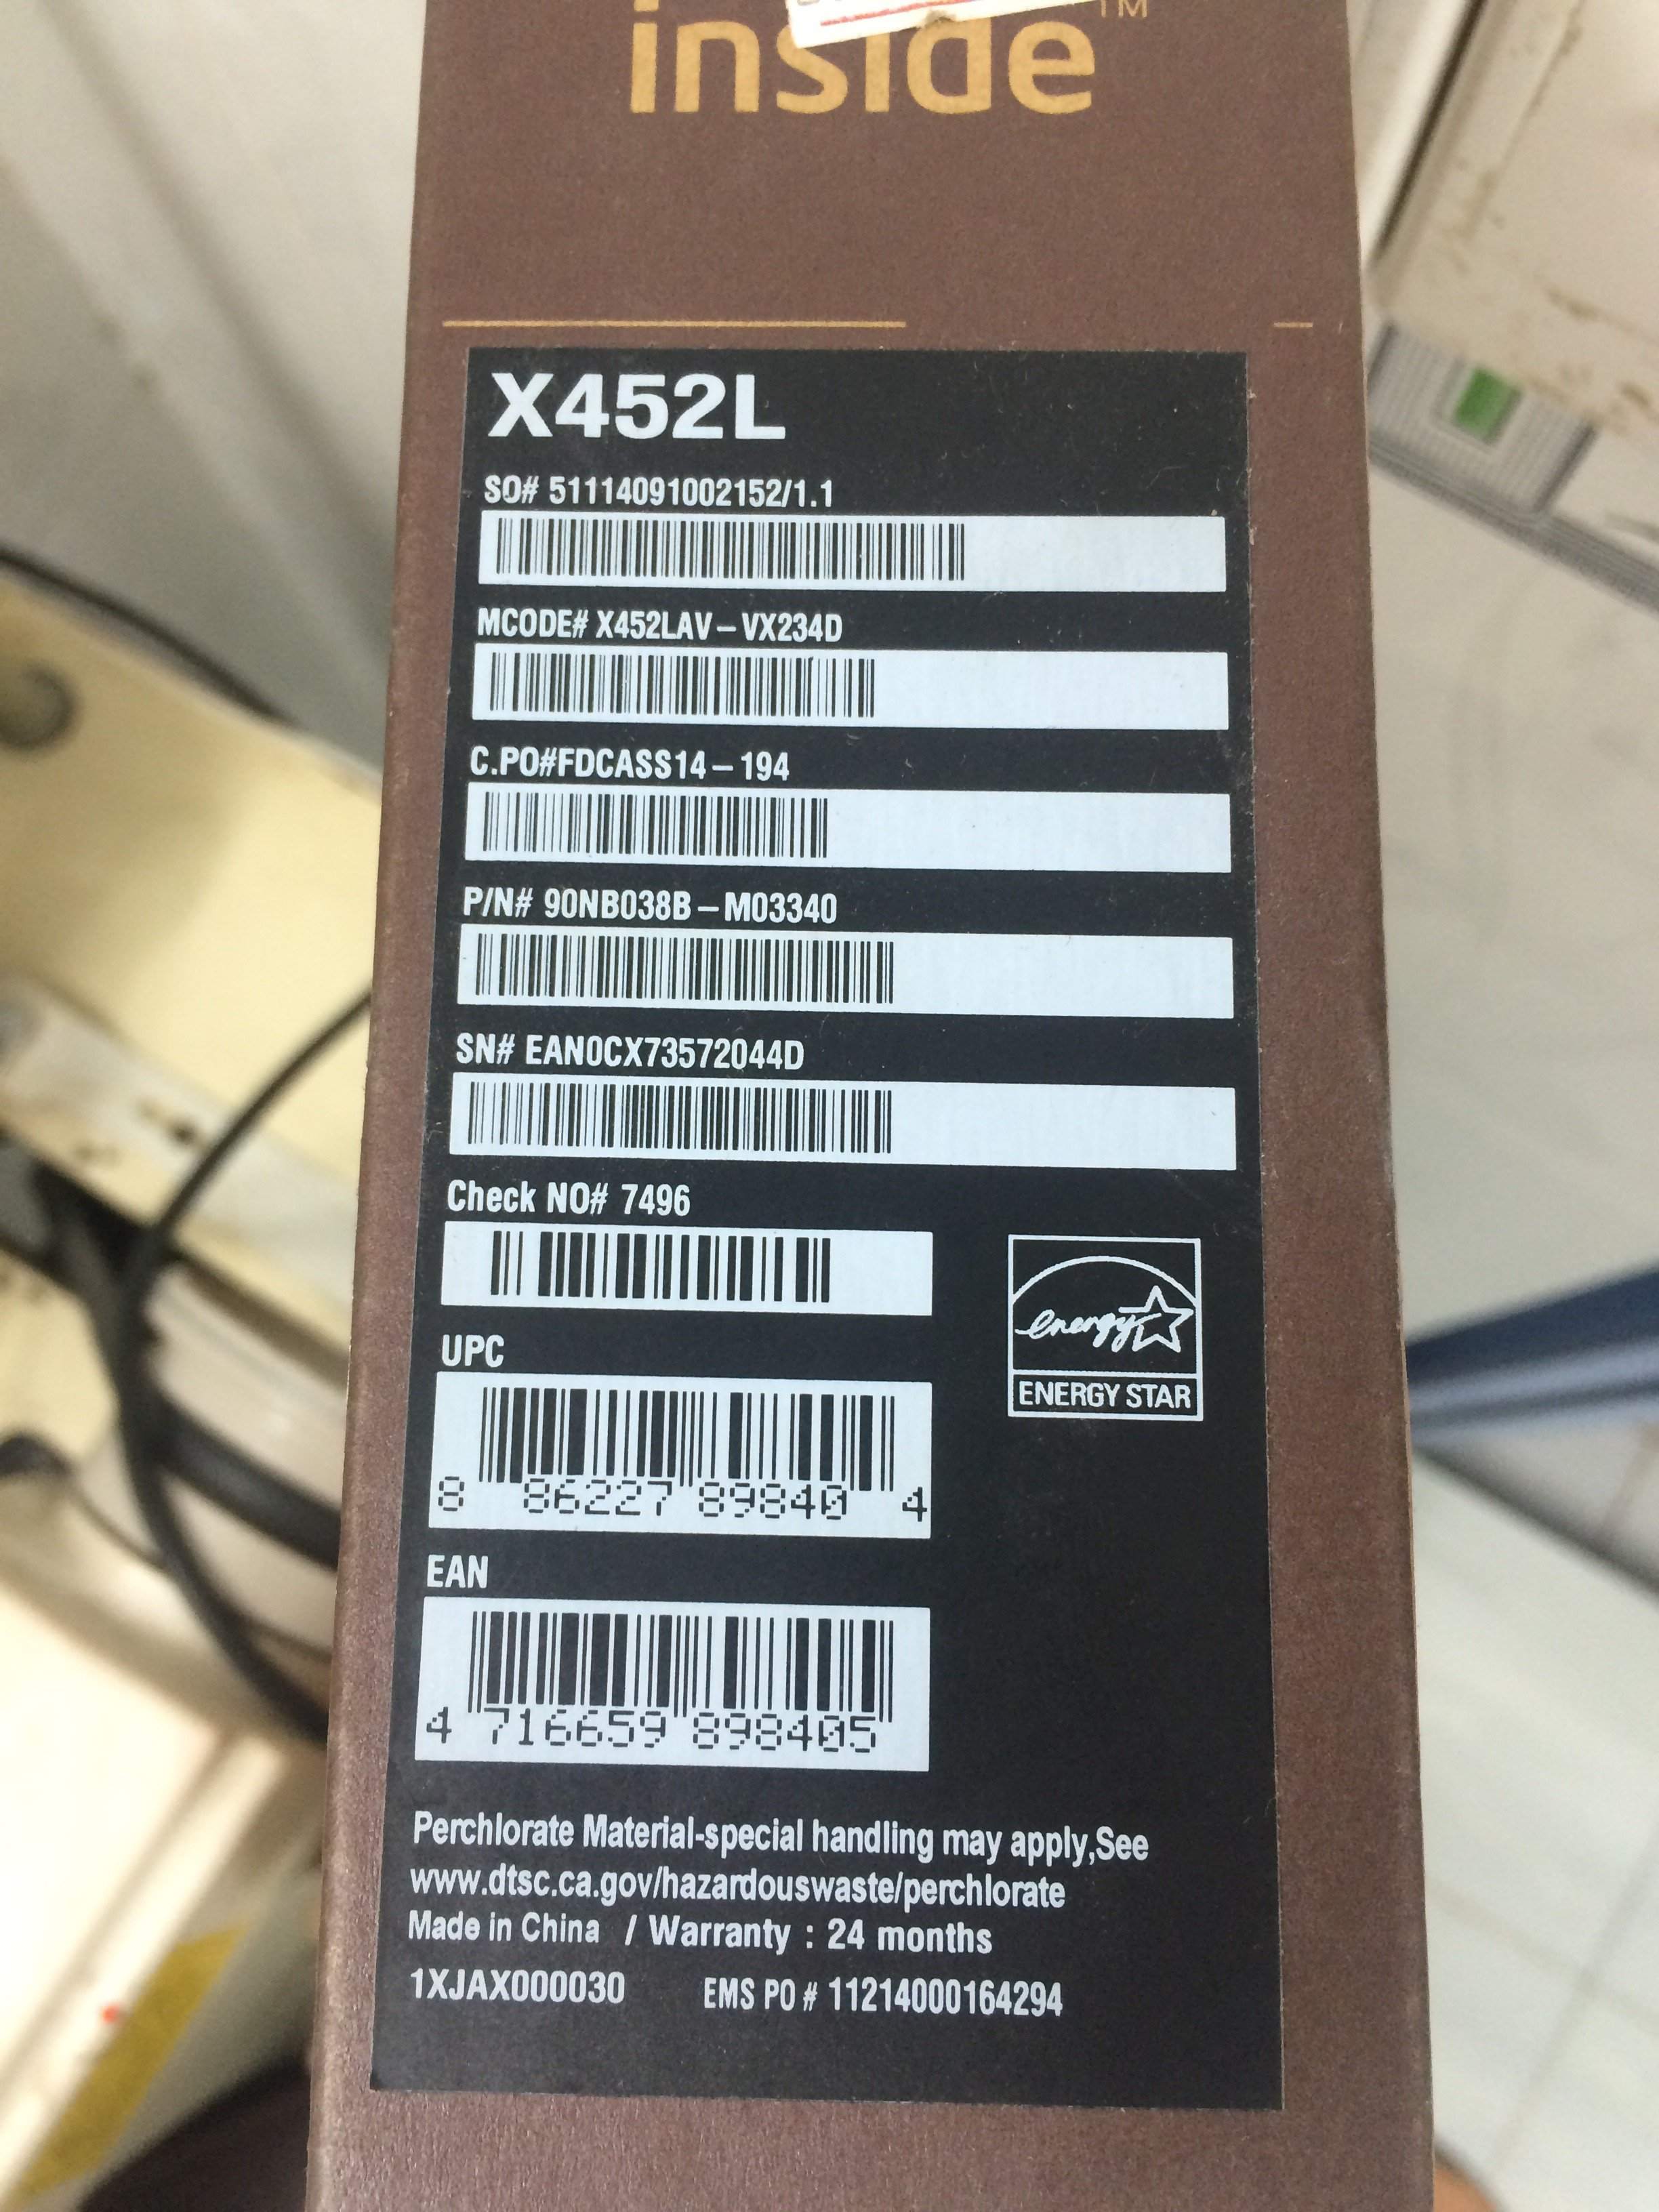 inside™
X452L
SO# 51114091002152/1.1
MCODE# X452LAV–VX234D
C.PO#FDCASS14–194
P/N# 90NB038B–M03340
SN# EAN0CX73572044D
Check NO# 7496
energy
ENERGY STAR
UPC
8 86227 89840 4
EAN
4 716659 898405
Perchlorate Material-special handling may apply,See
www.dtsc.ca.gov/hazardouswaste/perchlorate
Made in China / Warranty : 24 months
1XJAX000030 EMS PO # 11214000164294